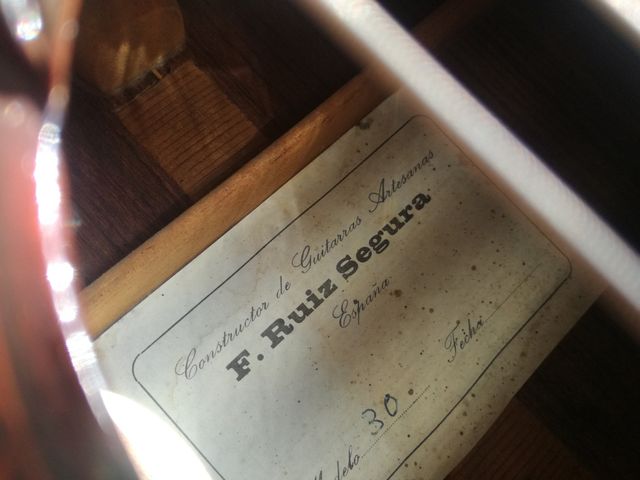 Constructor de Guitarras Artesanas
F. Ruiz Segura
España
Modelo 30 Fecha